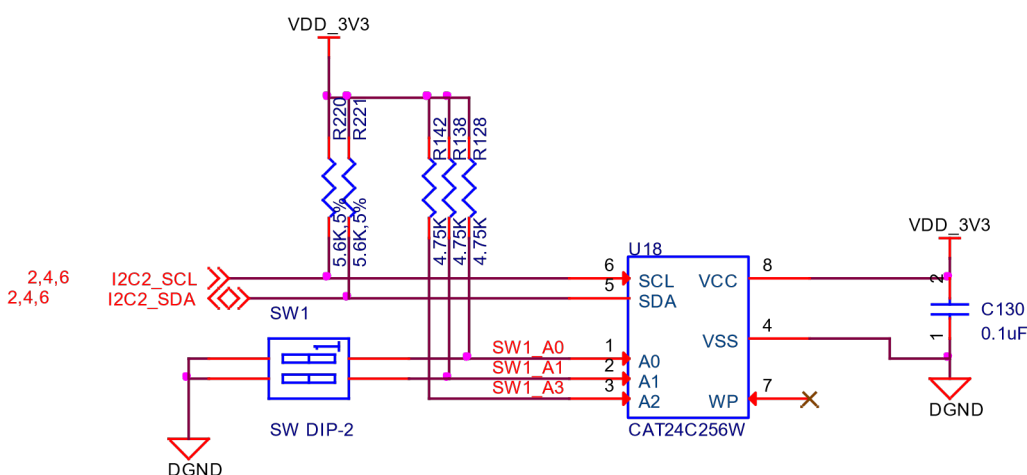 VDD_3V3
R220
R221
R142
R138
R128
5.6K,5%
5.6K,5%
4.75K
4.75K
4.75K
VDD_3V3
U18
2,4,6 I2C2_SCL 6 SCL VCC 8 2
2,4,6 I2C2_SDA 5 SDA
SW1
C130
0.1uF
1
VSS 4
SW1_A0 1 A0
SW1_A1 2 A1
SW1_A3 3 A2 WP 7
DGND
SW DIP-2
CAT24C256W
DGND